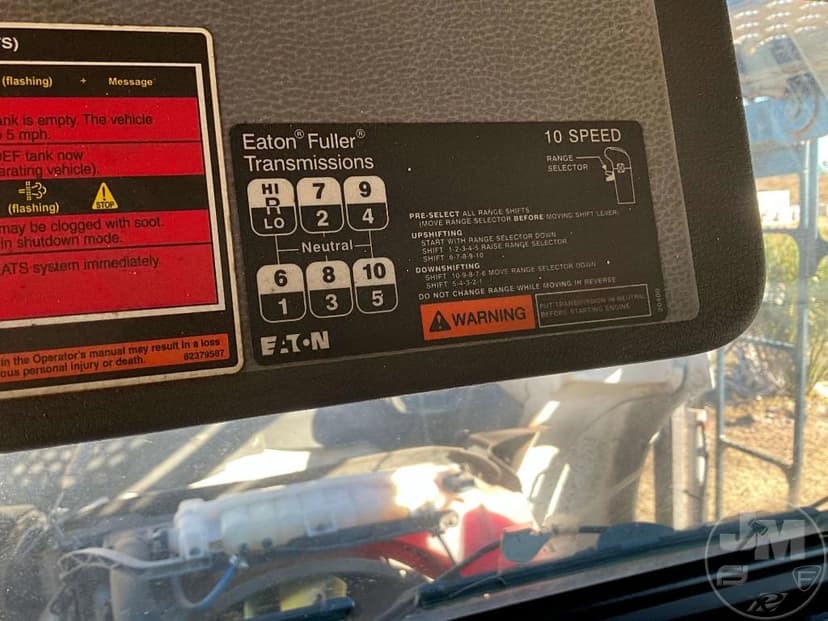 TS)
(flashing) + Message
tank is empty. The vehicle
5 mph.
DEF tank now
erating vehicle).
(flashing)
STOP
may be clogged with soot.
in shutdown mode.
ATS system immediately.
in the Operator's manual may result in a loss
ous personal injury or death. 82379587
Eaton® Fuller®
Transmissions
10 SPEED
RANGE
SELECTOR
HI 7 9
R
LO 2 4
Neutral
6 8 10
1 3 5
EATON
PRE-SELECT ALL RANGE SHIFTS
(MOVE RANGE SELECTOR BEFORE MOVING SHIFT LEVER)
UPSHIFTING
START WITH RANGE SELECTOR DOWN
SHIFT 1-2-3-4-5 RAISE RANGE SELECTOR
SHIFT 6-7-8-9-10
DOWNSHIFTING
SHIFT 10-9-8-7-6 MOVE RANGE SELECTOR DOWN
SHIFT 5-4-3-2-1
DO NOT CHANGE RANGE WHILE MOVING IN REVERSE
WARNING
PUT TRANSMISSION IN NEUTRAL
BEFORE STARTING ENGINE
JM